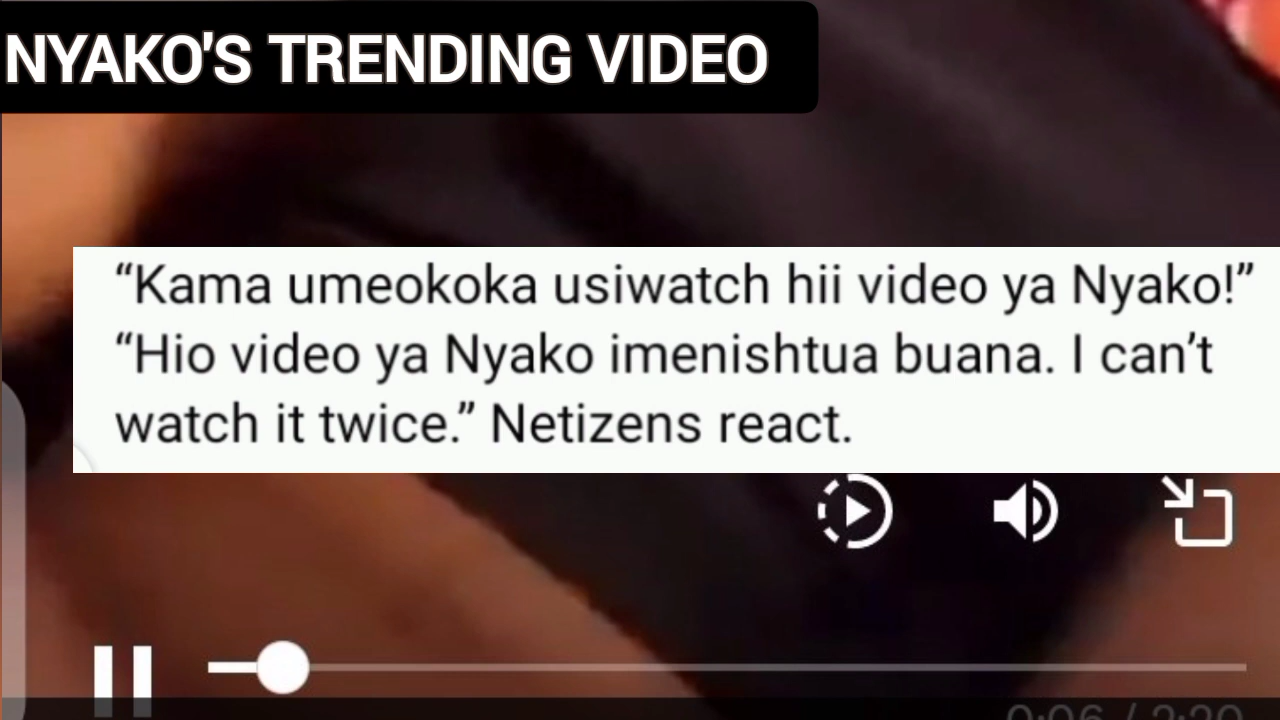 NYAKO'S TRENDING VIDEO
“Kama umeokoka usiwatch hii video ya Nyako!”
“Hio video ya Nyako imenishtua buana. I can’t
watch it twice.” Netizens react.